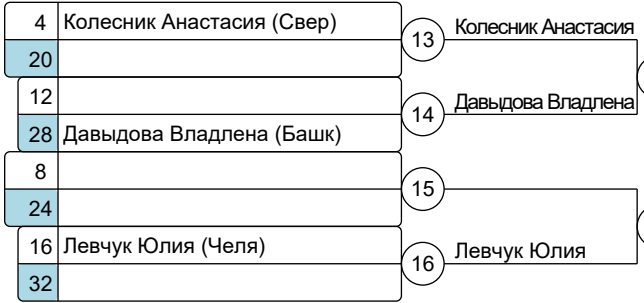 4 Колесник Анастасия (Свер)
13 Колесник Анастасия
20
12
14 Давыдова Владлена
28 Давыдова Владлена (Башк)
8
15
24
16 Левчук Юлия (Челя)
16 Левчук Юлия
32